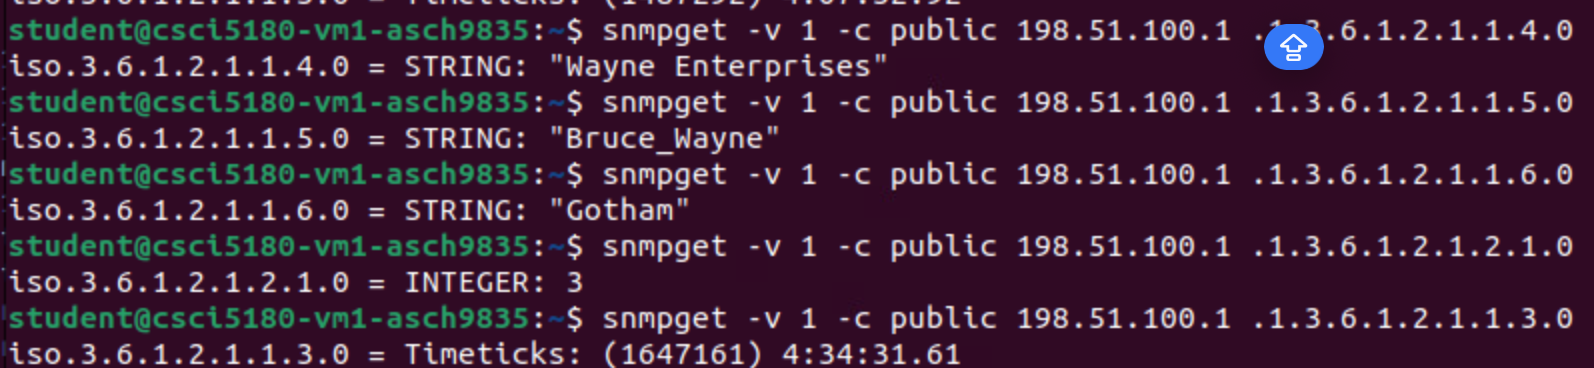 student@csci5180-vm1-asch9835:~$ snmpget -v 1 -c public 198.51.100.1 .1.3.6.1.2.1.1.4.0
iso.3.6.1.2.1.1.4.0 = STRING: "Wayne Enterprises"
student@csci5180-vm1-asch9835:~$ snmpget -v 1 -c public 198.51.100.1 .1.3.6.1.2.1.1.5.0
iso.3.6.1.2.1.1.5.0 = STRING: "Bruce_Wayne"
student@csci5180-vm1-asch9835:~$ snmpget -v 1 -c public 198.51.100.1 .1.3.6.1.2.1.1.6.0
iso.3.6.1.2.1.1.6.0 = STRING: "Gotham"
student@csci5180-vm1-asch9835:~$ snmpget -v 1 -c public 198.51.100.1 .1.3.6.1.2.1.2.1.0
iso.3.6.1.2.1.2.1.0 = INTEGER: 3
student@csci5180-vm1-asch9835:~$ snmpget -v 1 -c public 198.51.100.1 .1.3.6.1.2.1.1.3.0
iso.3.6.1.2.1.1.3.0 = Timeticks: (1647161) 4:34:31.61